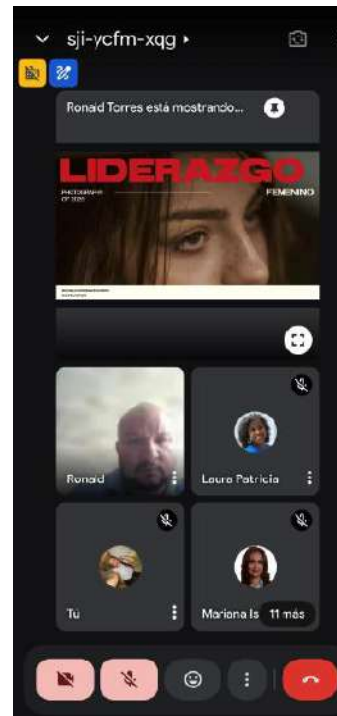 sji-ycfm-xqg
Ronald Torres está mostrando...
LIDERAZGO
FEMENINO
PHOTOGRAPHY
OF 2025
Ronald
Laura Patricia
Tú
Mariana Is
11 más